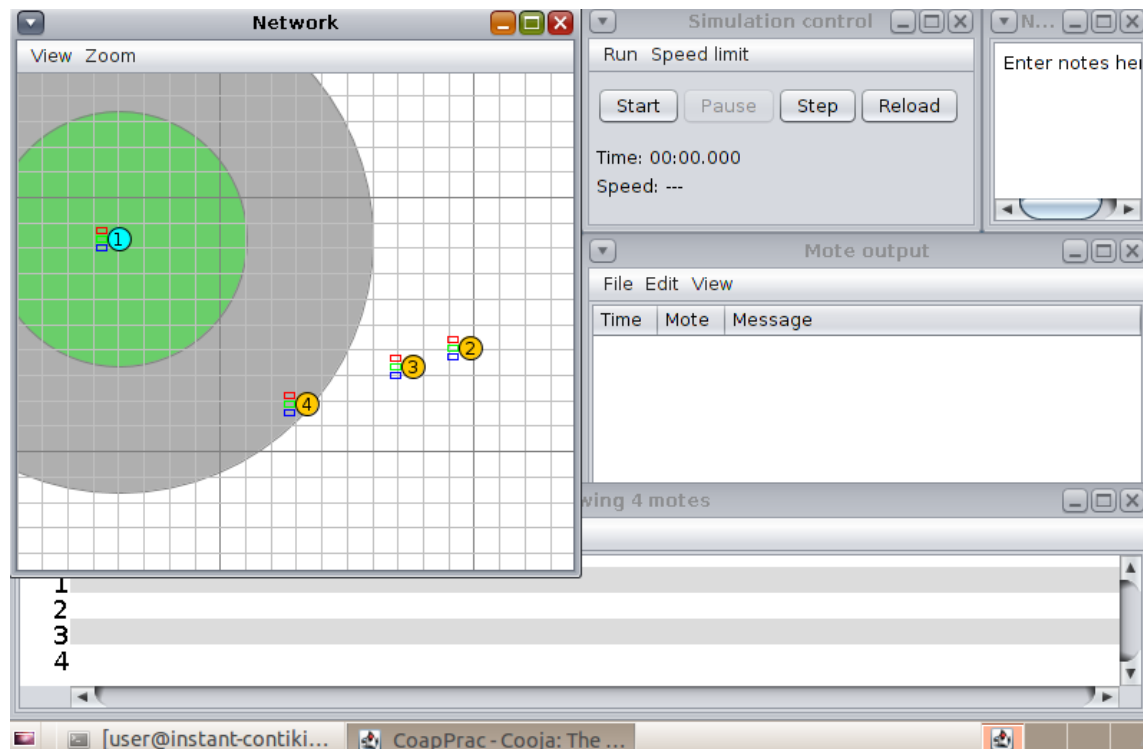 Network
View Zoom
1
2
3
4
Simulation control
Run Speed limit
Start Pause Step Reload
Time: 00:00.000
Speed: ---
N...
Enter notes her
Mote output
File Edit View
Time Mote Message
wing 4 motes
1
2
3
4
[user@instant-contiki...
CoapPrac - Cooja: The ...